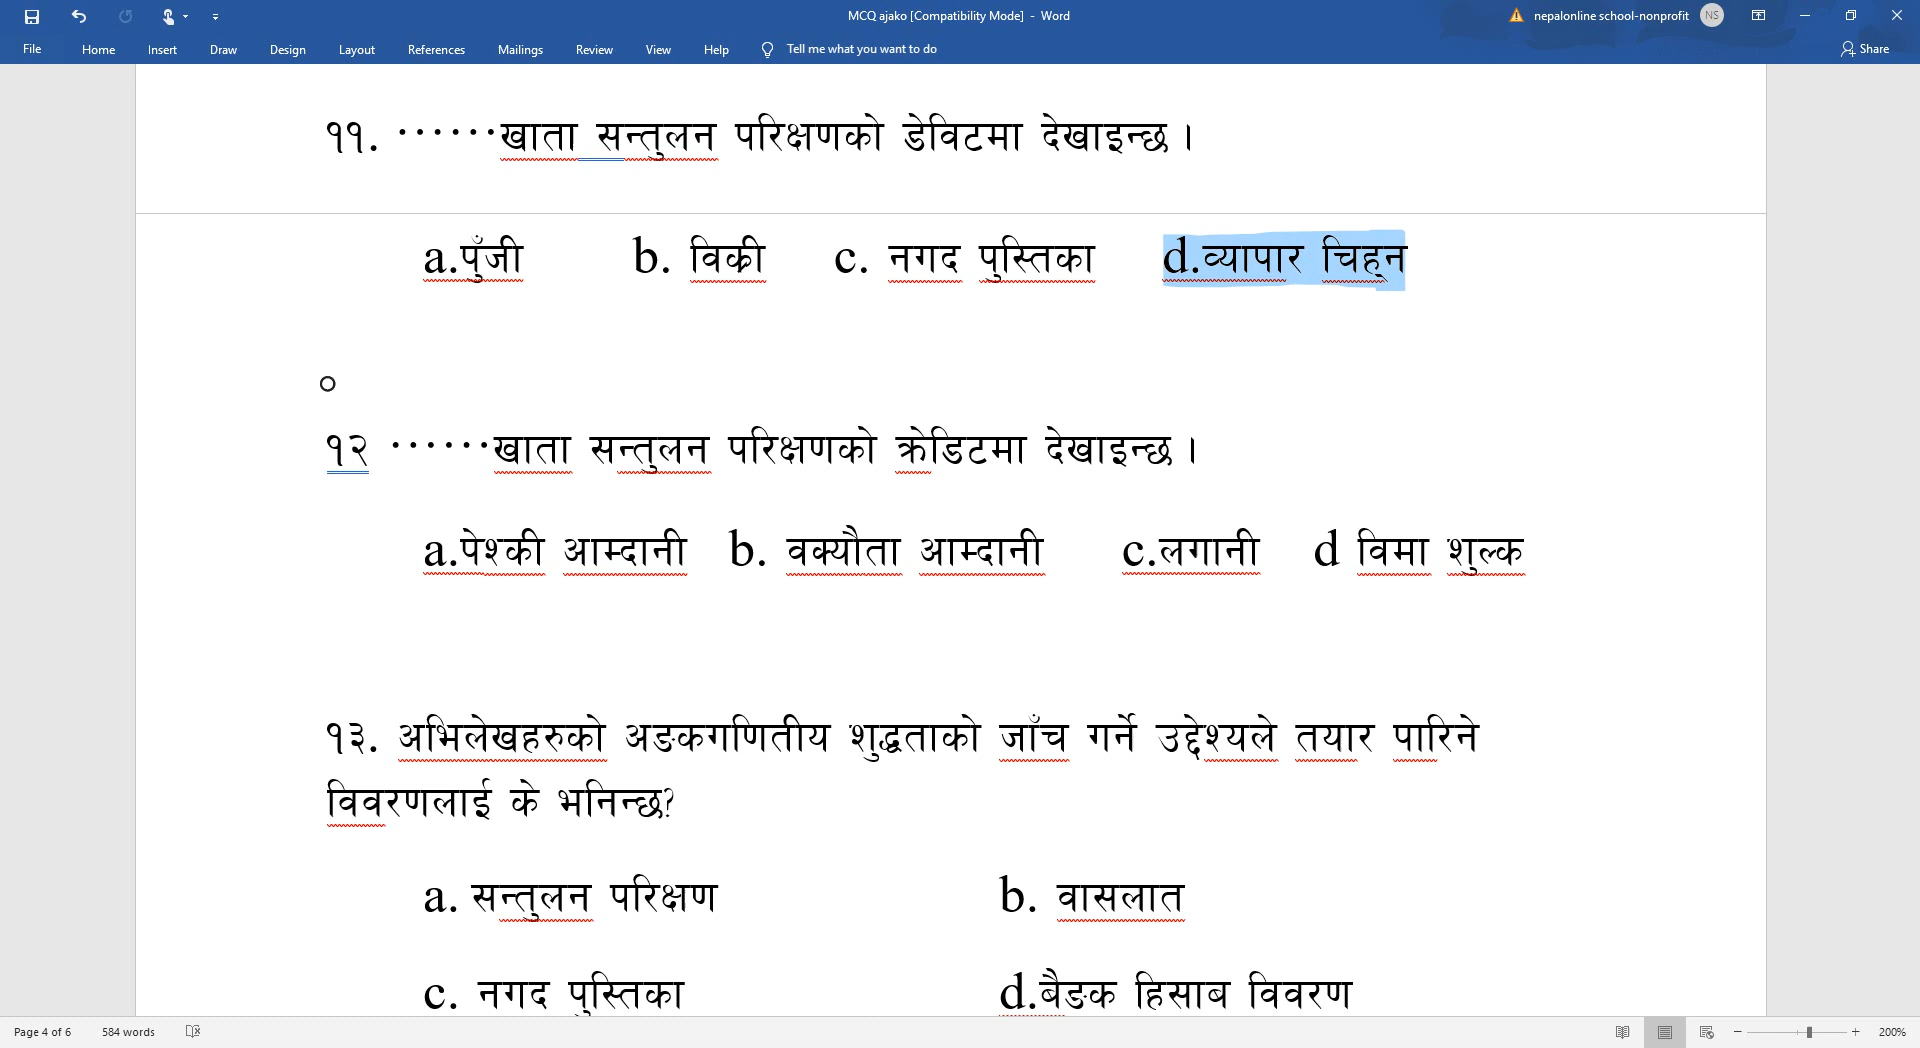 MCQ ajako [Compatibility Mode] - Word
nepalonline school-nonprofit NS
File Home Insert Draw Design Layout References Mailings Review View Help Tell me what you want to do Share
११. ······खाता सन्तुलन परिक्षणको डेविटमा देखाइन्छ ।
a.पुँजी b. विक्री c. नगद पुस्तिका d.व्यापार चिह्न
१२ ······खाता सन्तुलन परिक्षणको क्रेडिटमा देखाइन्छ ।
a.पेश्की आम्दानी b. वक्यौता आम्दानी c.लगानी d विमा शुल्क
१३. अभिलेखहरुको अङकगणितीय शुद्धताको जाँच गर्ने उद्देश्यले तयार पारिने
विवरणलाई के भनिन्छ?
a. सन्तुलन परिक्षण b. वासलात
c. नगद पुस्तिका d.बैङक हिसाब विवरण
Page 4 of 6 584 words 200%